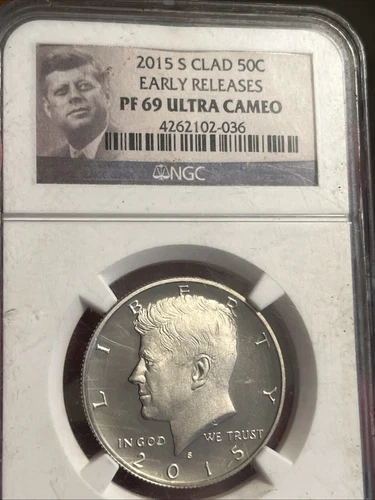 2015 S CLAD 50C
EARLY RELEASES
PF 69 ULTRA CAMEO
4262102-036
NGC
LIBERTY
IN GOD WE TRUST
S
2015